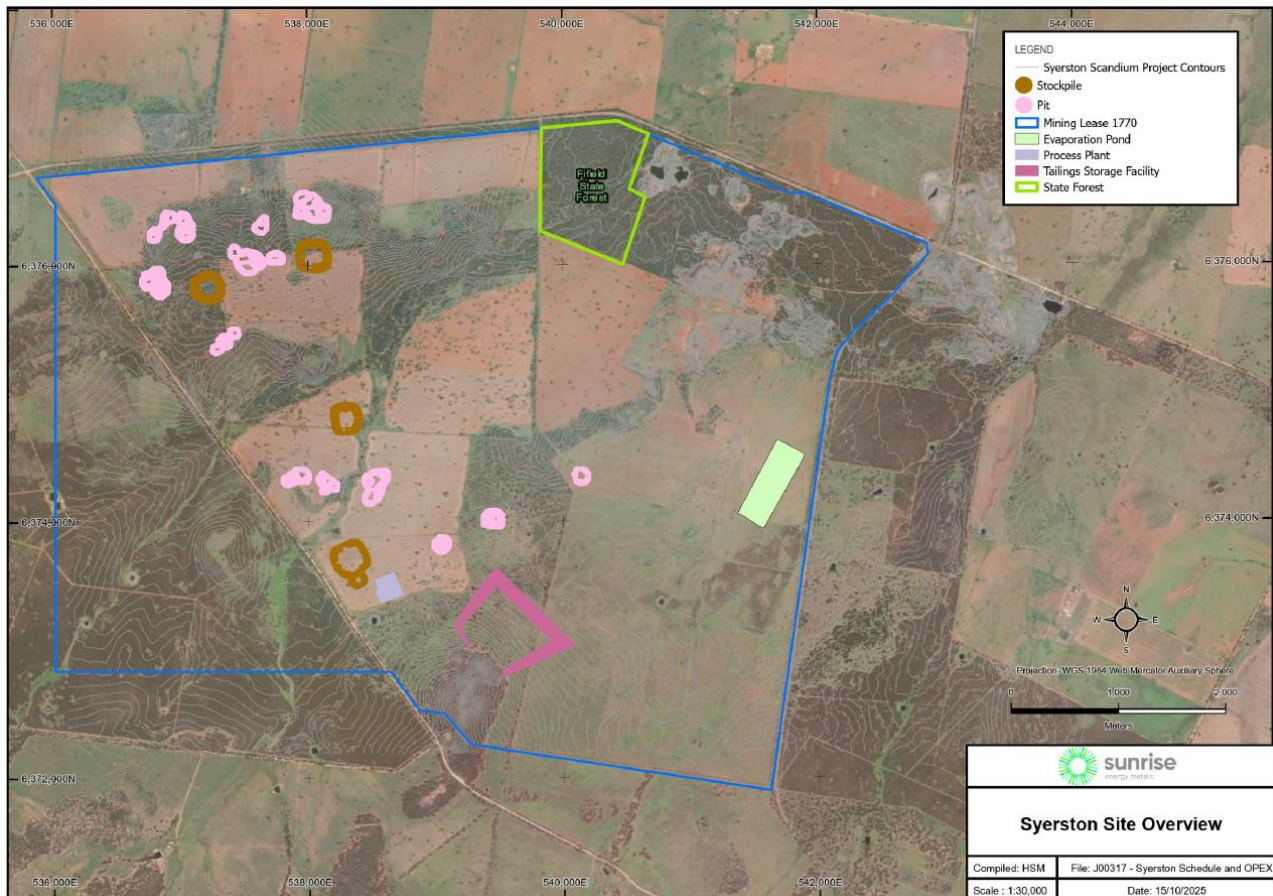 536,000E
538,000E
540,000E
542,000E
544,000E
LEGEND
Syerston Scandium Project Contours
Stockpile
Pit
Mining Lease 1770
Evaporation Pond
Process Plant
Tailings Storage Facility
State Forest
Fifield
State
Forest
6,376,000N
6,376,000N
6,374,000N
6,374,000N
N
W
E
S
Projection: WGS 1984 Web Mercator Auxiliary Sphere
0
1,000
2,000
Meters
6,372,000N
sunrise
energy metals
Syerston Site Overview
Compiled: HSM
File: J00317 - Syerston Schedule and OPEX
Scale : 1:30,000
Date: 15/10/2025
536,000E
538,000E
540,000E
542,000E